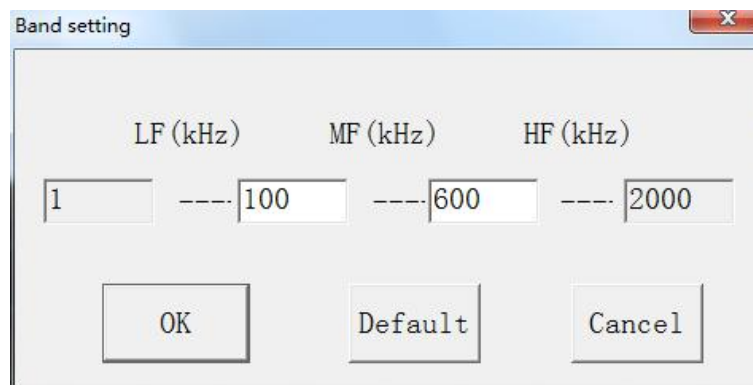 Band setting
LF(kHz) MF(kHz) HF(kHz)
1 ---- 100 ---- 600 ---- 2000
OK Default Cancel